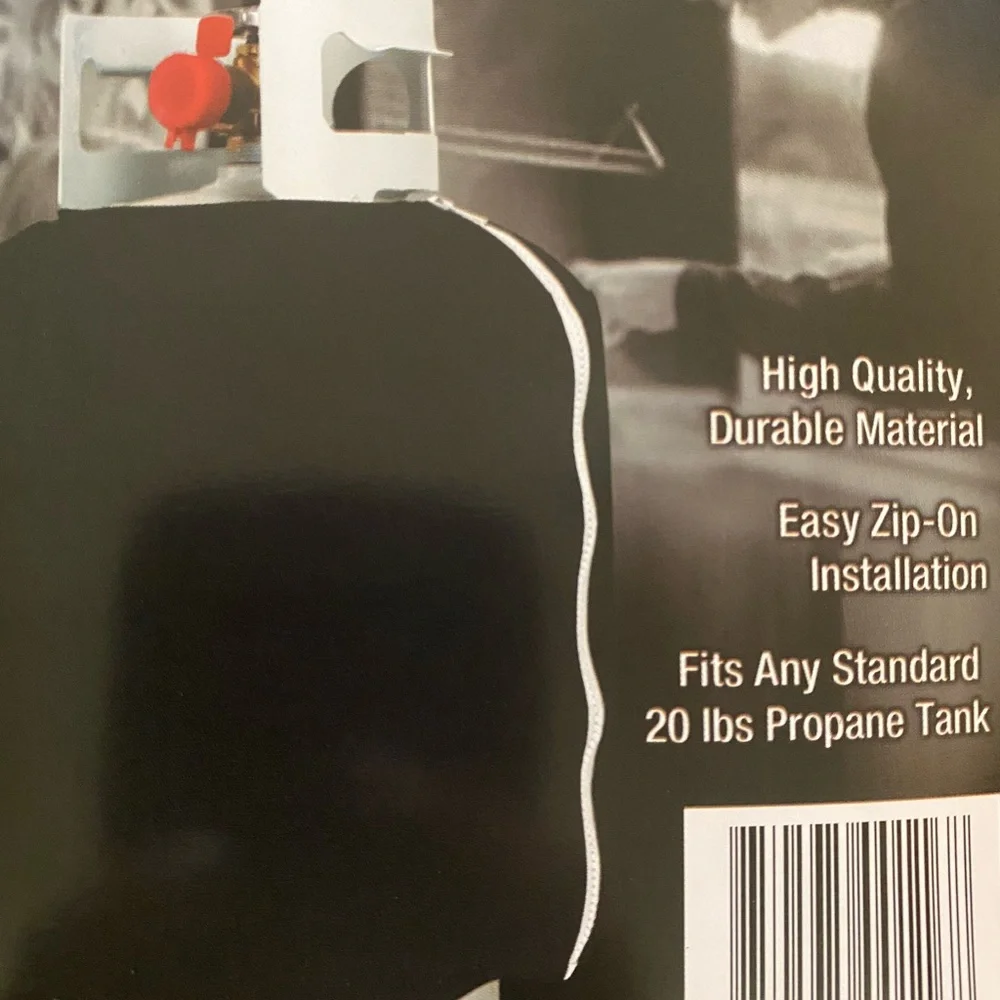 High Quality,
Durable Material
Easy Zip-On
Installation
Fits Any Standard
20 lbs Propane Tank